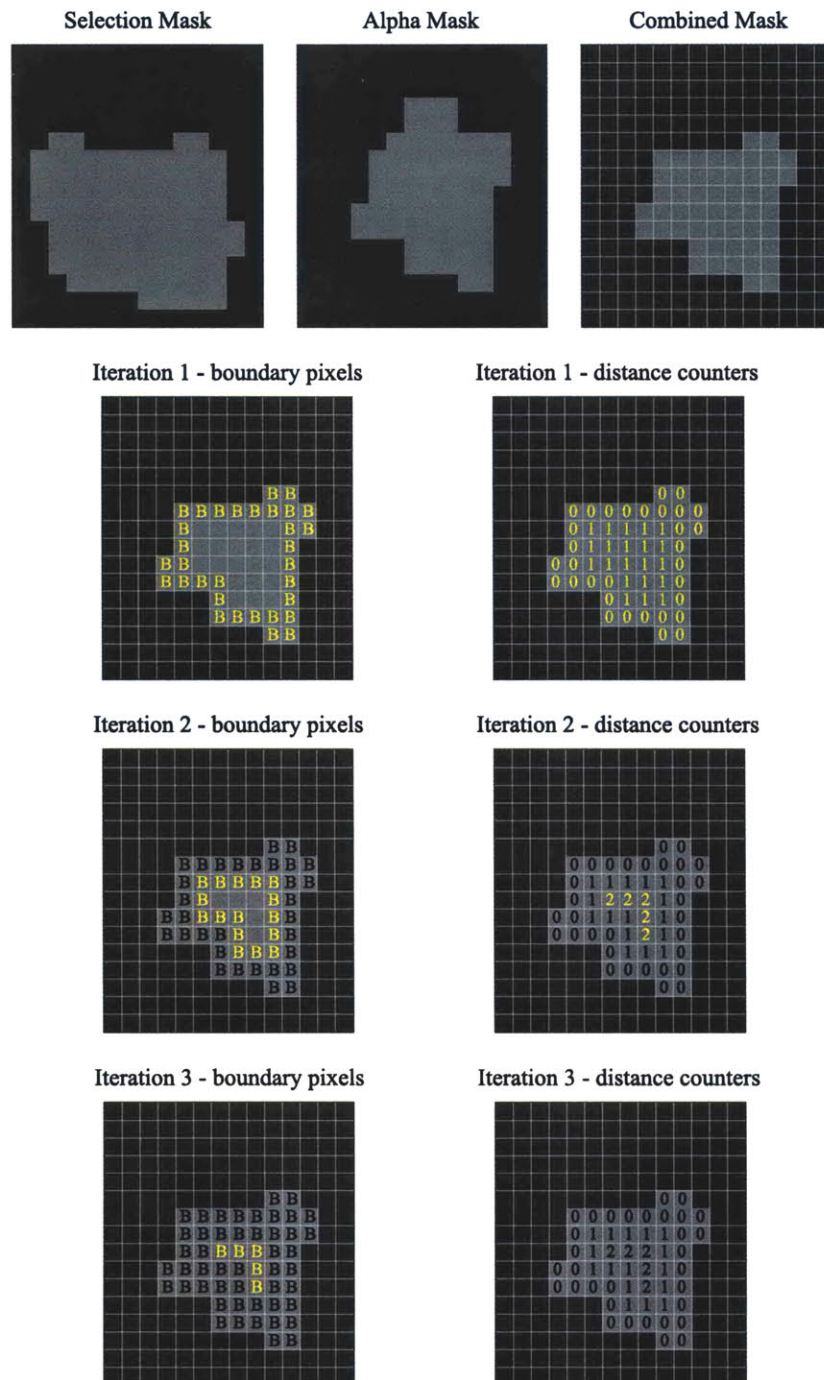 Selection Mask Alpha Mask Combined Mask
Iteration 1 - boundary pixels Iteration 1 - distance counters
B B 0 0
B B B B B B B B 0 0 0 0 0 0 0 0
B B B 0 1 1 1 1 1 0 0
B B 0 1 1 1 1 1 0
B B B 0 0 1 1 1 1 1 0
B B B B B 0 0 0 0 1 1 1 0
B B 0 1 1 1 0
B B B B B 0 0 0 0 0
B B 0 0
Iteration 2 - boundary pixels Iteration 2 - distance counters
B B 0 0
B B B B B B B B 0 0 0 0 0 0 0 0
B B B B B B B B 0 1 1 1 1 1 0 0
B B B B 0 1 2 2 2 1 0
B B B B B B B 0 0 1 1 1 2 1 0
B B B B B B B 0 0 0 0 1 2 1 0
B B B B B 0 1 1 1 0
B B B B B 0 0 0 0 0
B B 0 0
Iteration 3 - boundary pixels Iteration 3 - distance counters
B B 0 0
B B B B B B B B 0 0 0 0 0 0 0 0
B B B B B B B B 0 1 1 1 1 1 0 0
B B B B B B B 0 1 2 2 2 1 0
B B B B B B B B 0 0 1 1 1 2 1 0
B B B B B B B B 0 0 0 0 1 2 1 0
B B B B B 0 1 1 1 0
B B B B B 0 0 0 0 0
B B 0 0